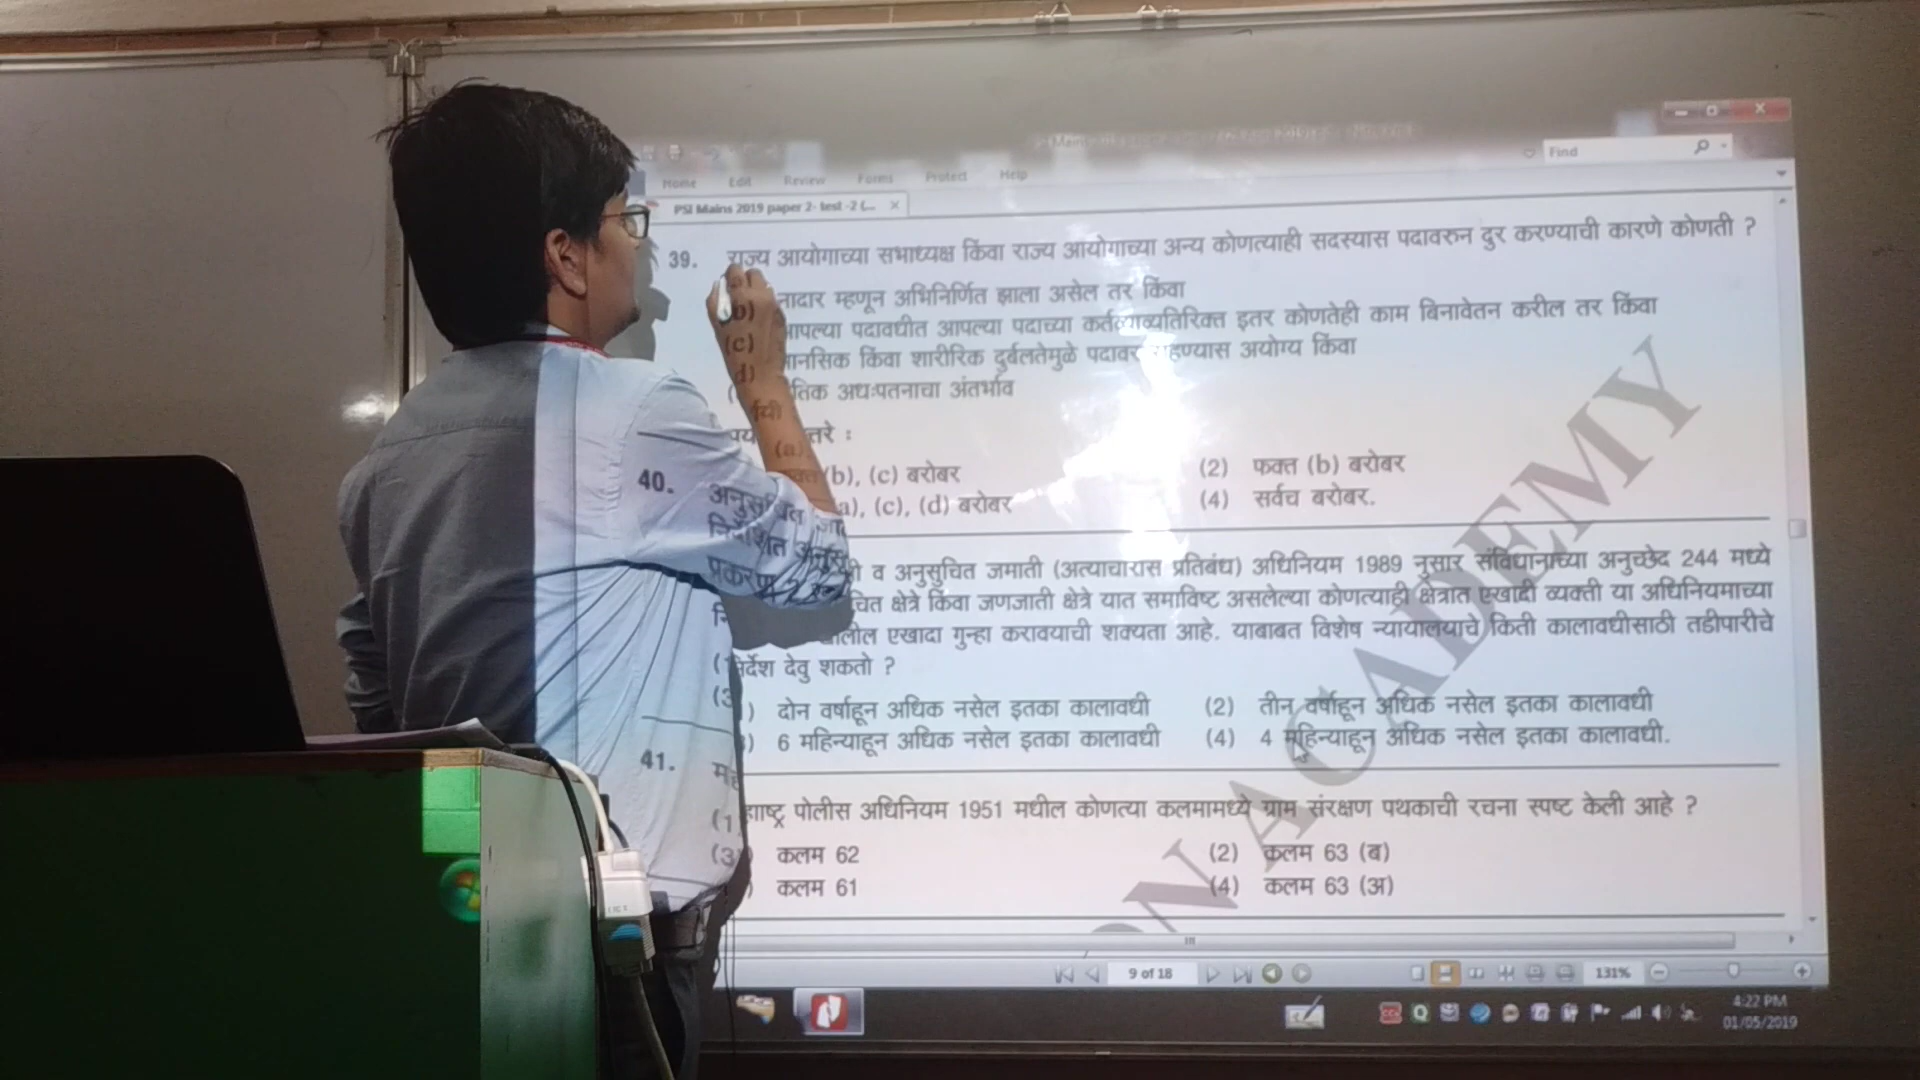 Find
Home Edit Review Forms Protect Help
PSI Mains 2019 paper 2- test -2 (... X
39. राज्य आयोगाच्या सभाध्यक्ष किंवा राज्य आयोगाच्या अन्य कोणत्याही सदस्यास पदावरुन दुर करण्याची कारणे कोणती ?
नादार म्हणून अभिनिर्णित झाला असेल तर किंवा
(b) आपल्या पदावधीत आपल्या पदाच्या कर्तव्याव्यतिरिक्त इतर कोणतेही काम बिनावेतन करील तर किंवा
(c) मानसिक किंवा शारीरिक दुर्बलतेमुळे पदावर राहण्यास अयोग्य किंवा
(d) अधःपतनाचा अंतर्भाव
(b), (c) बरोबर (2) फक्त (b) बरोबर
(a), (c), (d) बरोबर (4) सर्वच बरोबर.
40. व अनुसुचित जमाती (अत्याचारास प्रतिबंध) अधिनियम 1989 नुसार संविधानाच्या अनुच्छेद 244 मध्ये
क्षेत्रे किंवा जणजाती क्षेत्रे यात समाविष्ट असलेल्या कोणत्याही क्षेत्रात एखादी व्यक्ती या अधिनियमाच्या
एखादा गुन्हा करावयाची शक्यता आहे. याबाबत विशेष न्यायालयाचे किती कालावधीसाठी तडीपारीचे
निर्देश देवु शकतो ?
दोन वर्षाहून अधिक नसेल इतका कालावधी (2) तीन वर्षाहून अधिक नसेल इतका कालावधी
6 महिन्याहून अधिक नसेल इतका कालावधी (4) 4 महिन्याहून अधिक नसेल इतका कालावधी.
41. पोलीस अधिनियम 1951 मधील कोणत्या कलमामध्ये ग्राम संरक्षण पथकाची रचना स्पष्ट केली आहे ?
कलम 62 (2) कलम 63 (ब)
कलम 61 (4) कलम 63 (अ)
ACADEMY
9 of 18 131%
4:22 PM
01/05/2019